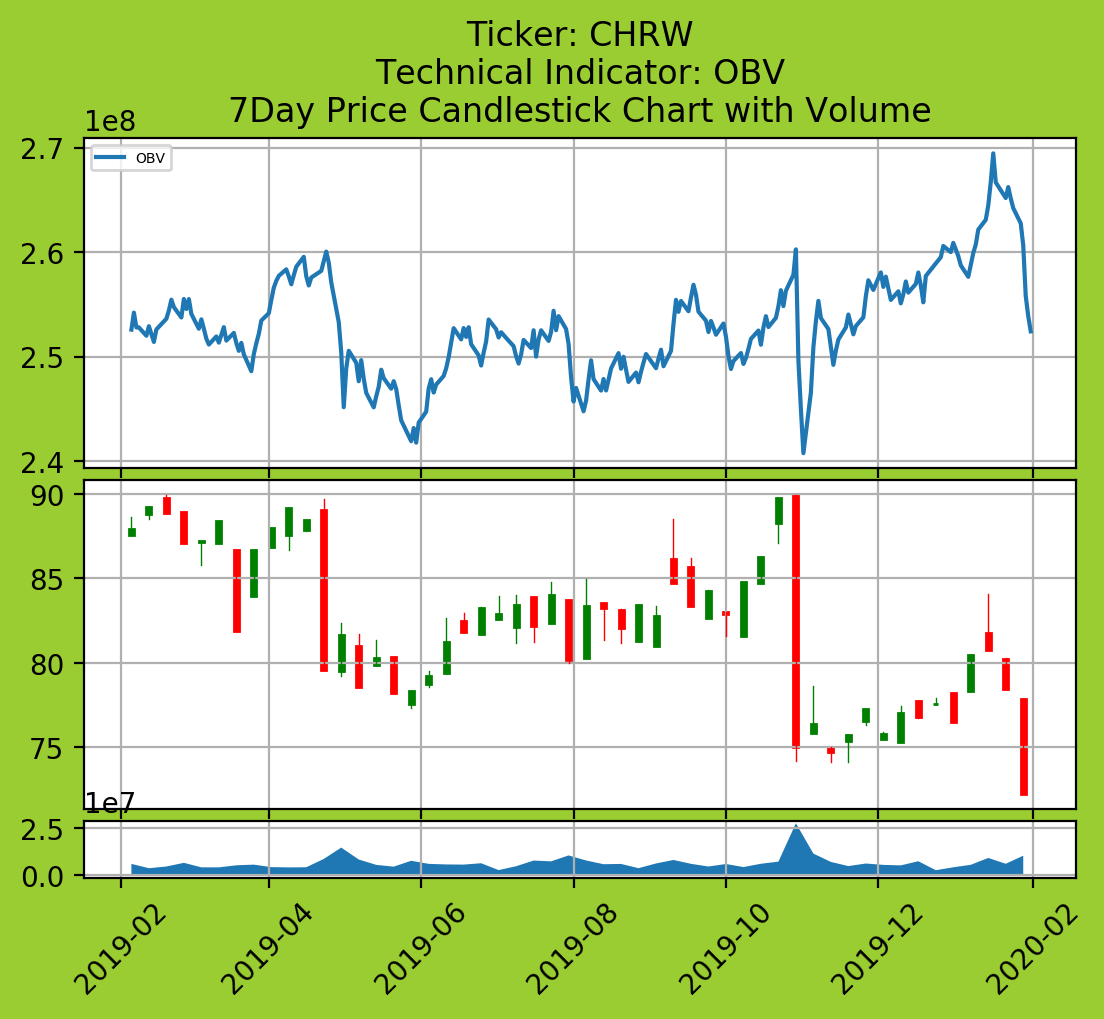 Ticker: CHRW
Technical Indicator: OBV
7Day Price Candlestick Chart with Volume
1e8
2.7
OBV
2.6
2.5
2.4
90
85
80
75
1e7
2.5
0.0
2019-02
2019-04
2019-06
2019-08
2019-10
2019-12
2020-02